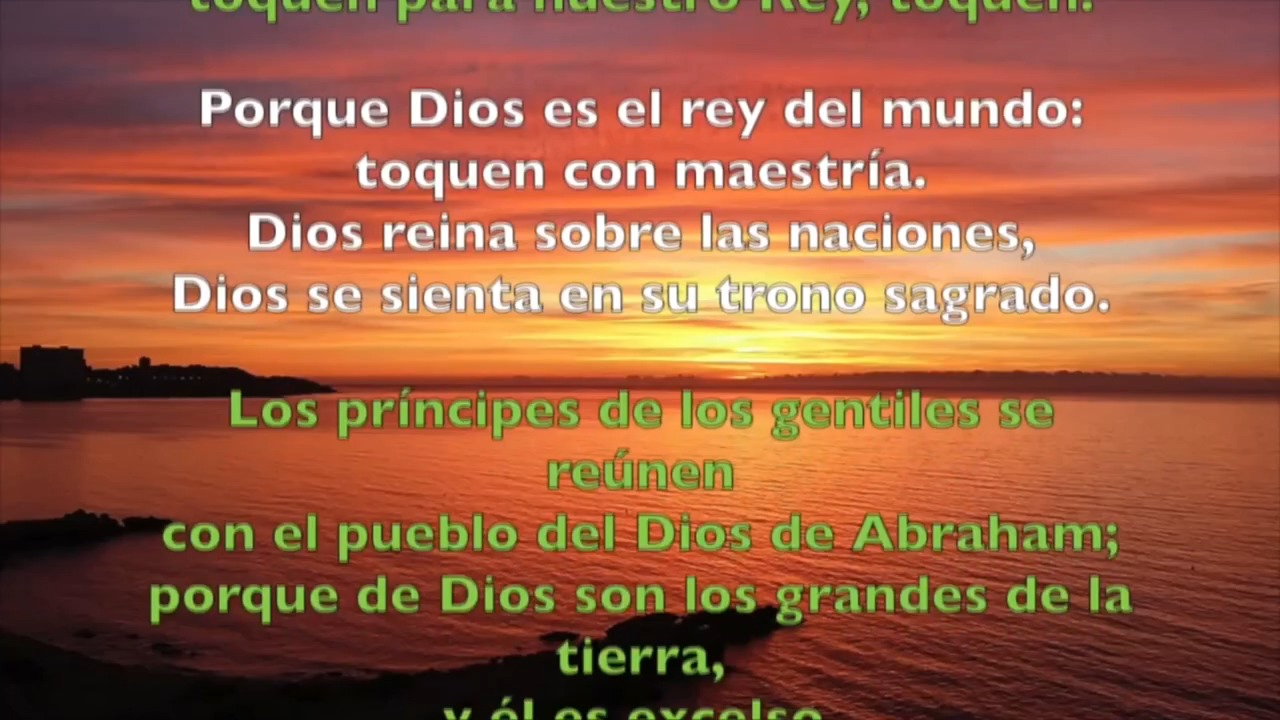 toquen para nuestro Rey, toquen.
Porque Dios es el rey del mundo:
toquen con maestría.
Dios reina sobre las naciones,
Dios se sienta en su trono sagrado.
Los príncipes de los gentiles se
reúnen
con el pueblo del Dios de Abraham;
porque de Dios son los grandes de la
tierra,
y él es excelso